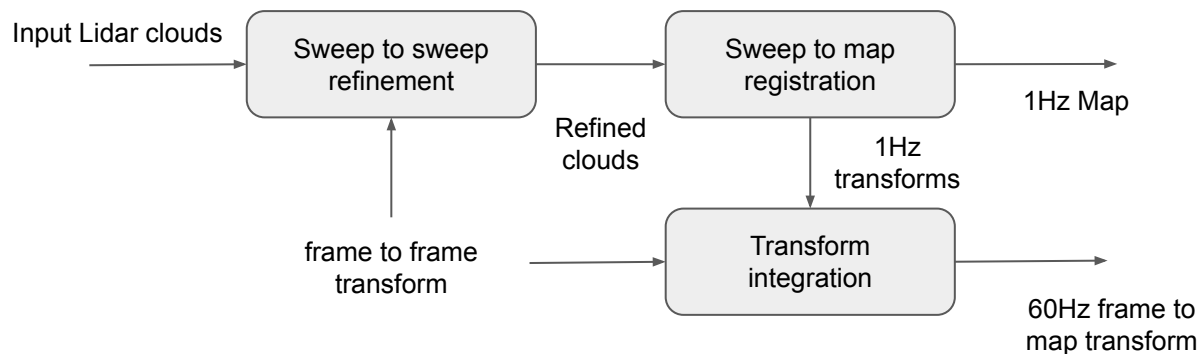 Input Lidar clouds
Sweep to sweep
refinement
Sweep to map
registration
1Hz Map
Refined
clouds
1Hz
transforms
frame to frame
transform
Transform
integration
60Hz frame to
map transform